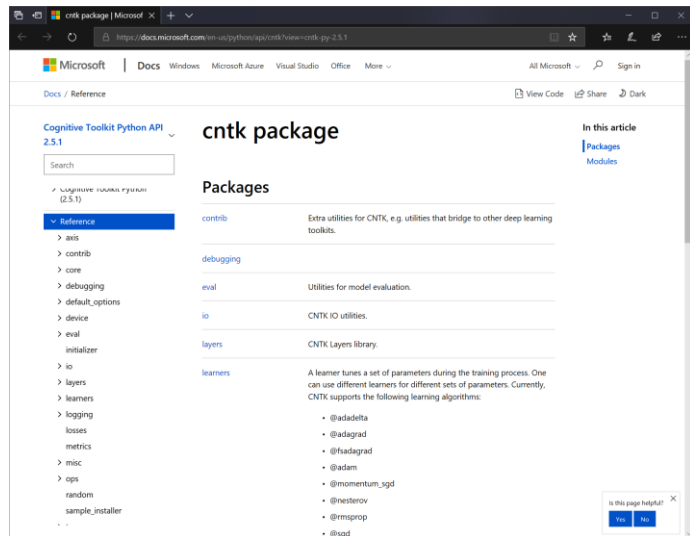 cntk package | Microsof
https://docs.microsoft.com/en-us/python/api/cntk?view=cntk-py-2.5.1
Microsoft
Docs
Windows
Microsoft Azure
Visual Studio
Office
More
All Microsoft
Sign in
Docs / Reference
View Code
Share
Dark
Cognitive Toolkit Python API
2.5.1
Search
Cognitive Toolkit Python
(2.5.1)
Reference
axis
contrib
core
debugging
default_options
device
eval
initializer
io
layers
learners
logging
losses
metrics
misc
ops
random
sample_installer
cntk package
Packages
contrib
Extra utilities for CNTK, e.g. utilities that bridge to other deep learning
toolkits.
debugging
eval
Utilities for model evaluation.
io
CNTK IO utilities.
layers
CNTK Layers library.
learners
A learner tunes a set of parameters during the training process. One
can use different learners for different sets of parameters. Currently,
CNTK supports the following learning algorithms:
• @adadelta
• @adagrad
• @fsadagrad
• @adam
• @momentum_sgd
• @nesterov
• @rmsprop
• @sgd
In this article
Packages
Modules
Is this page helpful?
Yes
No